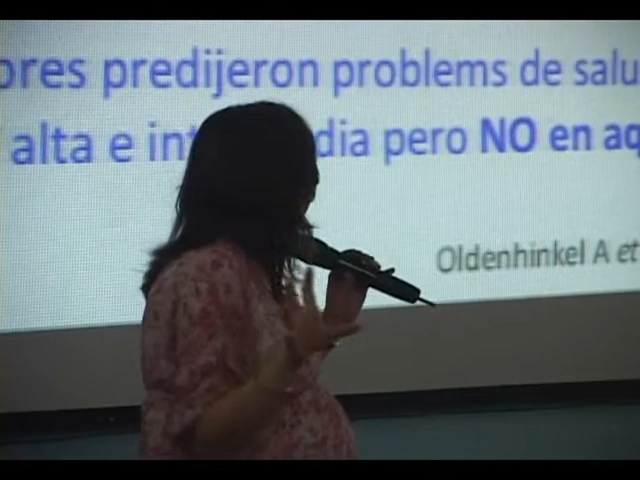 ores predijeron problems de salu
alta e int dia pero NO en aq
Oldenhinkel A et